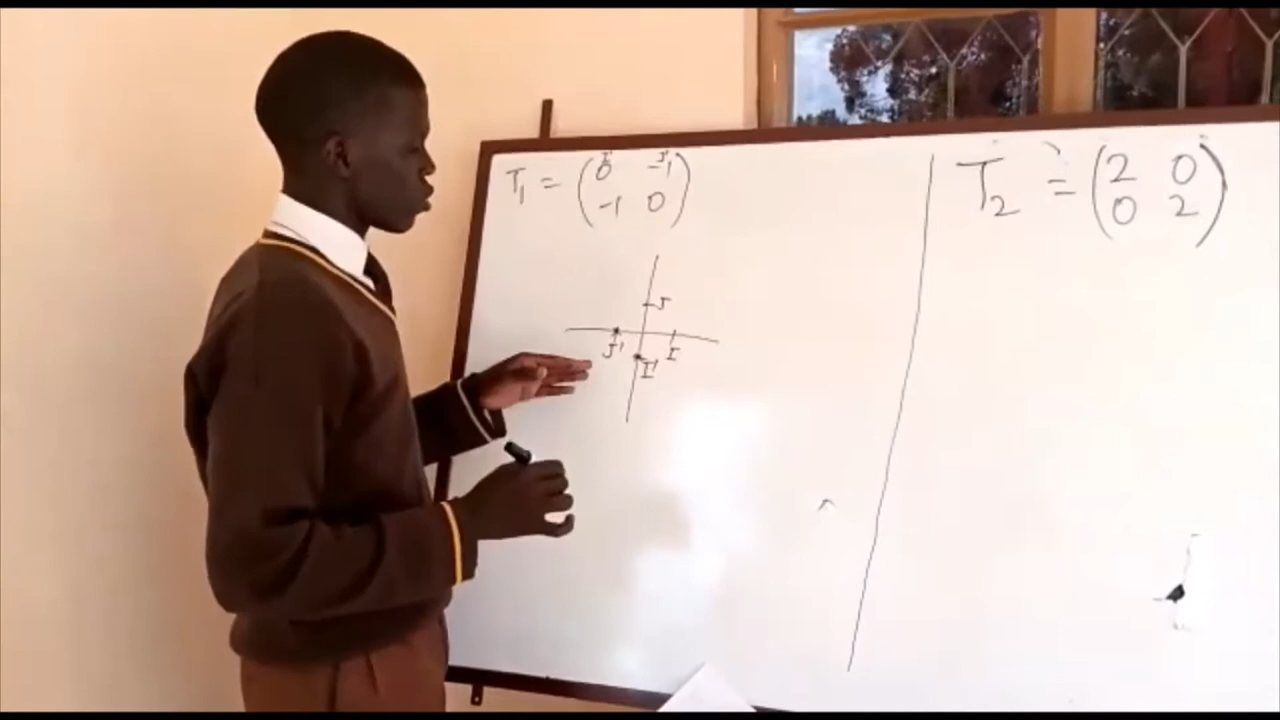 T₁ = ( 0 -1
-1 0 )
J
J' I
I'
T₂ = ( 2 0
0 2 )